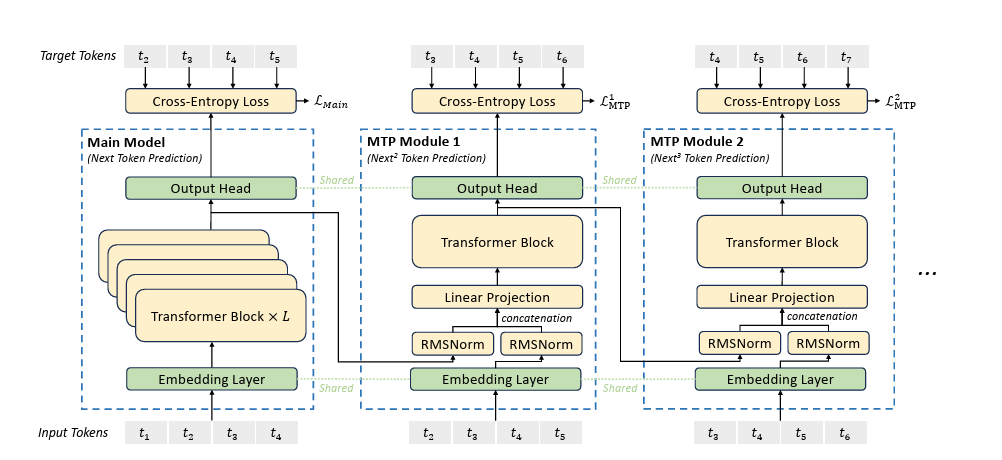 Target Tokens t₂ t₃ t₄ t₅ t₃ t₄ t₅ t₆ t₄ t₅ t₆ t₇
Cross-Entropy Loss ℒ_Main Cross-Entropy Loss ℒ¹_MTP Cross-Entropy Loss ℒ²_MTP
Main Model
(Next Token Prediction)
MTP Module 1
(Next² Token Prediction)
MTP Module 2
(Next³ Token Prediction)
Output Head Shared Output Head Shared Output Head
Transformer Block × L
Transformer Block
Transformer Block
...
Linear Projection
Linear Projection
concatenation
concatenation
RMSNorm RMSNorm
RMSNorm RMSNorm
Embedding Layer Shared Embedding Layer Shared Embedding Layer
Input Tokens t₁ t₂ t₃ t₄ t₂ t₃ t₄ t₅ t₃ t₄ t₅ t₆